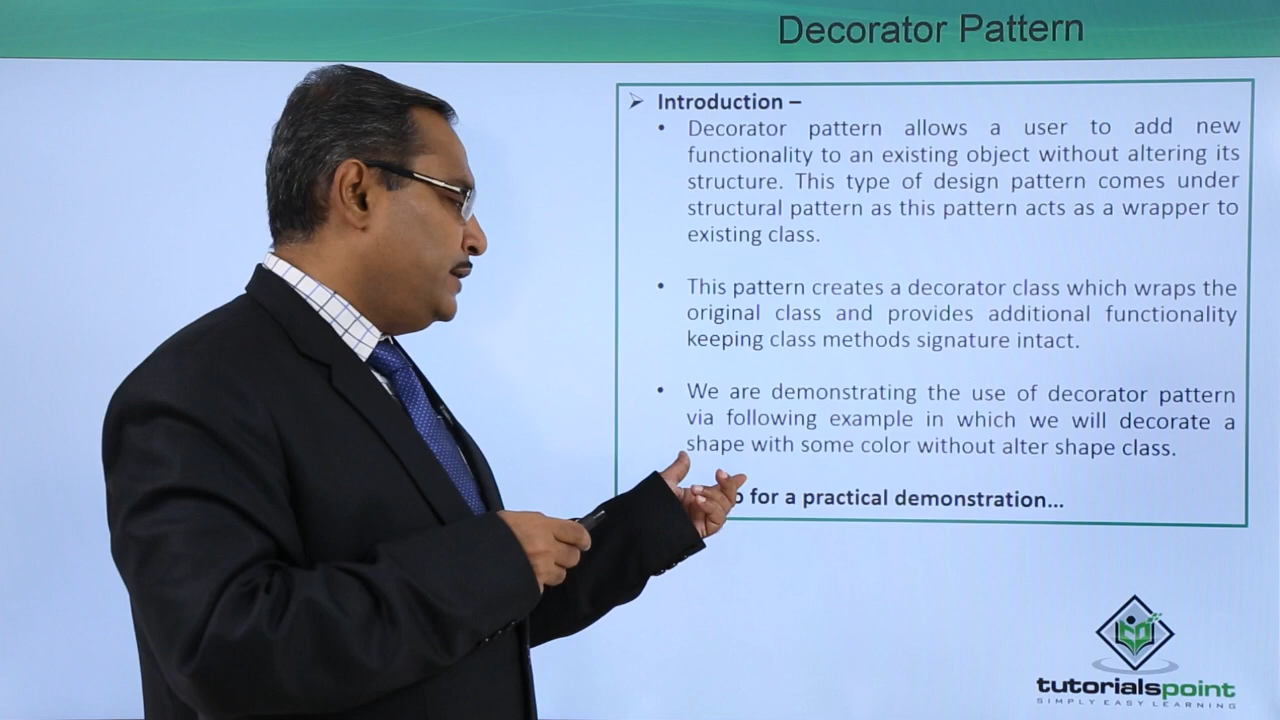 Decorator Pattern
Introduction –
• Decorator pattern allows a user to add new
functionality to an existing object without altering its
structure. This type of design pattern comes under
structural pattern as this pattern acts as a wrapper to
existing class.
• This pattern creates a decorator class which wraps the
original class and provides additional functionality
keeping class methods signature intact.
• We are demonstrating the use of decorator pattern
via following example in which we will decorate a
shape with some color without alter shape class.
for a practical demonstration...
tutorialspoint
SIMPLY EASY LEARNING